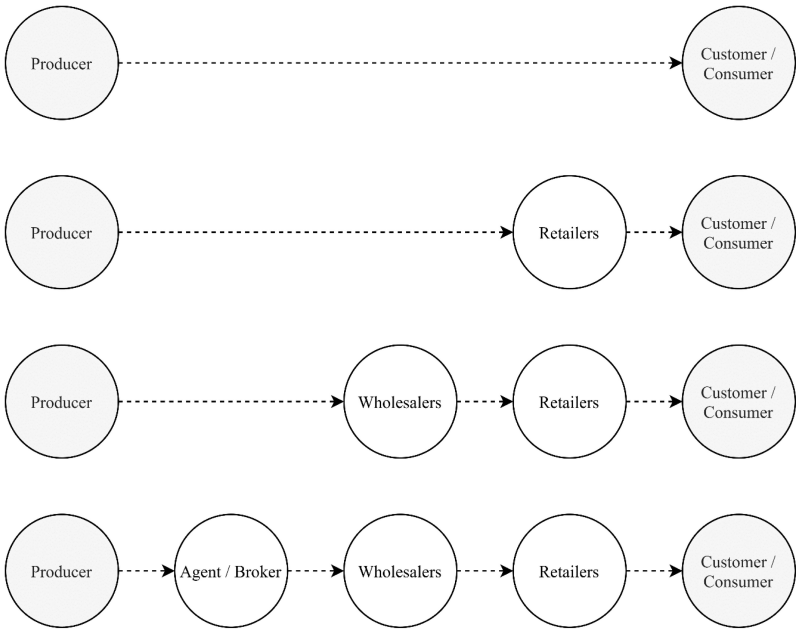 Producer
Customer /
Consumer
Producer
Retailers
Customer /
Consumer
Producer
Wholesalers
Retailers
Customer /
Consumer
Producer
Agent / Broker
Wholesalers
Retailers
Customer /
Consumer